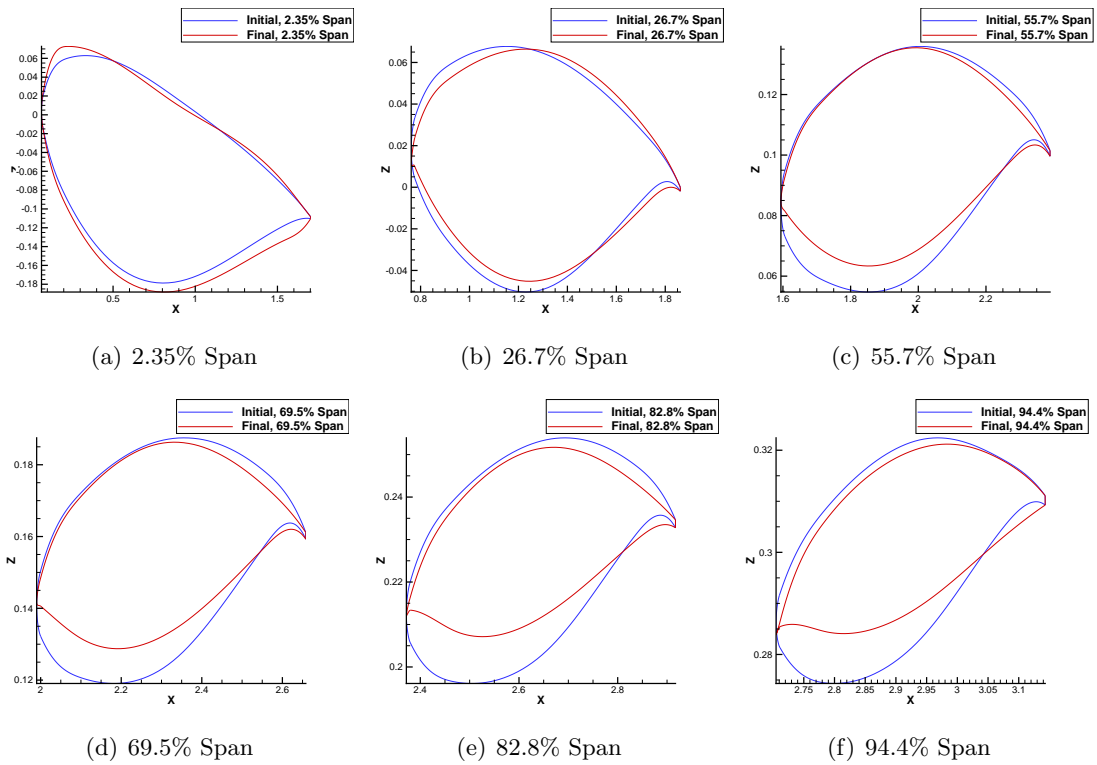 Initial, 2.35% Span
Final, 2.35% Span
0.06
0.04
0.02
0
-0.02
-0.04
-0.06
-0.08
-0.1
-0.12
-0.14
-0.16
-0.18
Z
0.5
1
1.5
X
(a) 2.35% Span
Initial, 26.7% Span
Final, 26.7% Span
0.06
0.04
0.02
0
-0.02
-0.04
Z
0.8
1
1.2
1.4
1.6
1.8
X
(b) 26.7% Span
Initial, 55.7% Span
Final, 55.7% Span
0.12
0.1
0.08
0.06
Z
1.6
1.8
2
2.2
X
(c) 55.7% Span
Initial, 69.5% Span
Final, 69.5% Span
0.18
0.16
0.14
0.12
Z
2
2.2
2.4
2.6
X
(d) 69.5% Span
Initial, 82.8% Span
Final, 82.8% Span
0.24
0.22
0.2
Z
2.4
2.6
2.8
X
(e) 82.8% Span
Initial, 94.4% Span
Final, 94.4% Span
0.32
0.3
0.28
Z
2.75
2.8
2.85
2.9
2.95
3
3.05
3.1
X
(f) 94.4% Span